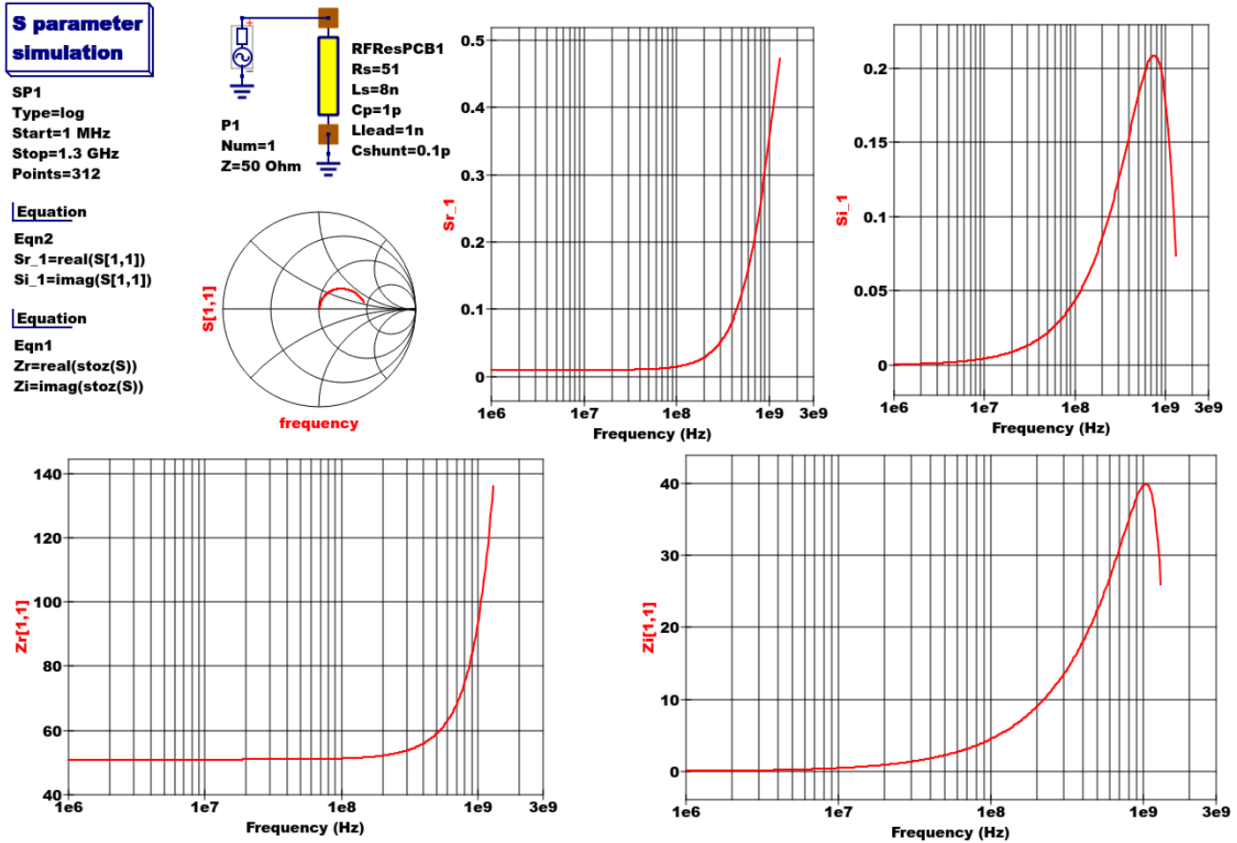 S parameter
simulation
SP1
Type=log
Start=1 MHz
Stop=1.3 GHz
Points=312
Equation
Eqn2
Sr_1=real(S[1,1])
Si_1=imag(S[1,1])
Equation
Eqn1
Zr=real(stoz(S))
Zi=imag(stoz(S))
P1
Num=1
Z=50 Ohm
RFResPCB1
Rs=51
Ls=8n
Cp=1p
Llead=1n
Cshunt=0.1p
S[1,1]
frequency
Sr_1
0.5
0.4
0.3
0.2
0.1
0
1e6
1e7
1e8
1e9
3e9
Frequency (Hz)
Si_1
0.2
0.15
0.1
0.05
0
1e6
1e7
1e8
1e9
3e9
Frequency (Hz)
Zr[1,1]
140
120
100
80
60
40
1e6
1e7
1e8
1e9
3e9
Frequency (Hz)
Zi[1,1]
40
30
20
10
0
1e6
1e7
1e8
1e9
3e9
Frequency (Hz)